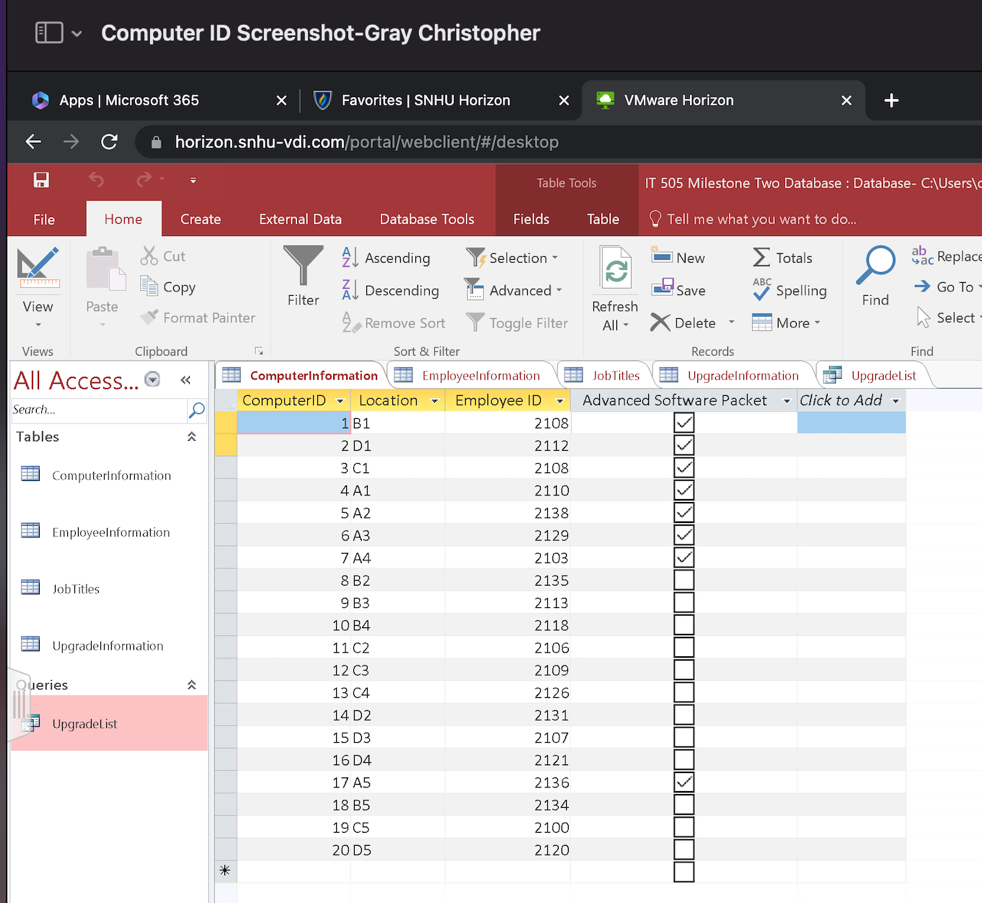 Computer ID Screenshot-Gray Christopher
Apps | Microsoft 365 Favorites | SNHU Horizon VMware Horizon
horizon.snhu-vdi.com/portal/webclient/#/desktop
Table Tools IT 505 Milestone Two Database : Database- C:\Users\
File Home Create External Data Database Tools Fields Table Tell me what you want to do...
View Paste Cut Copy Format Painter
Filter Ascending Descending Remove Sort Selection Advanced Toggle Filter
Refresh All New Save Delete Totals Spelling More
Find Replace Go To Select
Views Clipboard Sort & Filter Records Find
All Access...
Search...
Tables
ComputerInformation
EmployeeInformation
JobTitles
UpgradeInformation
Queries
UpgradeList
ComputerInformation EmployeeInformation JobTitles UpgradeInformation UpgradeList
ComputerID Location Employee ID Advanced Software Packet Click to Add
1 B1 2108
2 D1 2112
3 C1 2108
4 A1 2110
5 A2 2138
6 A3 2129
7 A4 2103
8 B2 2135
9 B3 2113
10 B4 2118
11 C2 2106
12 C3 2109
13 C4 2126
14 D2 2131
15 D3 2107
16 D4 2121
17 A5 2136
18 B5 2134
19 C5 2100
20 D5 2120